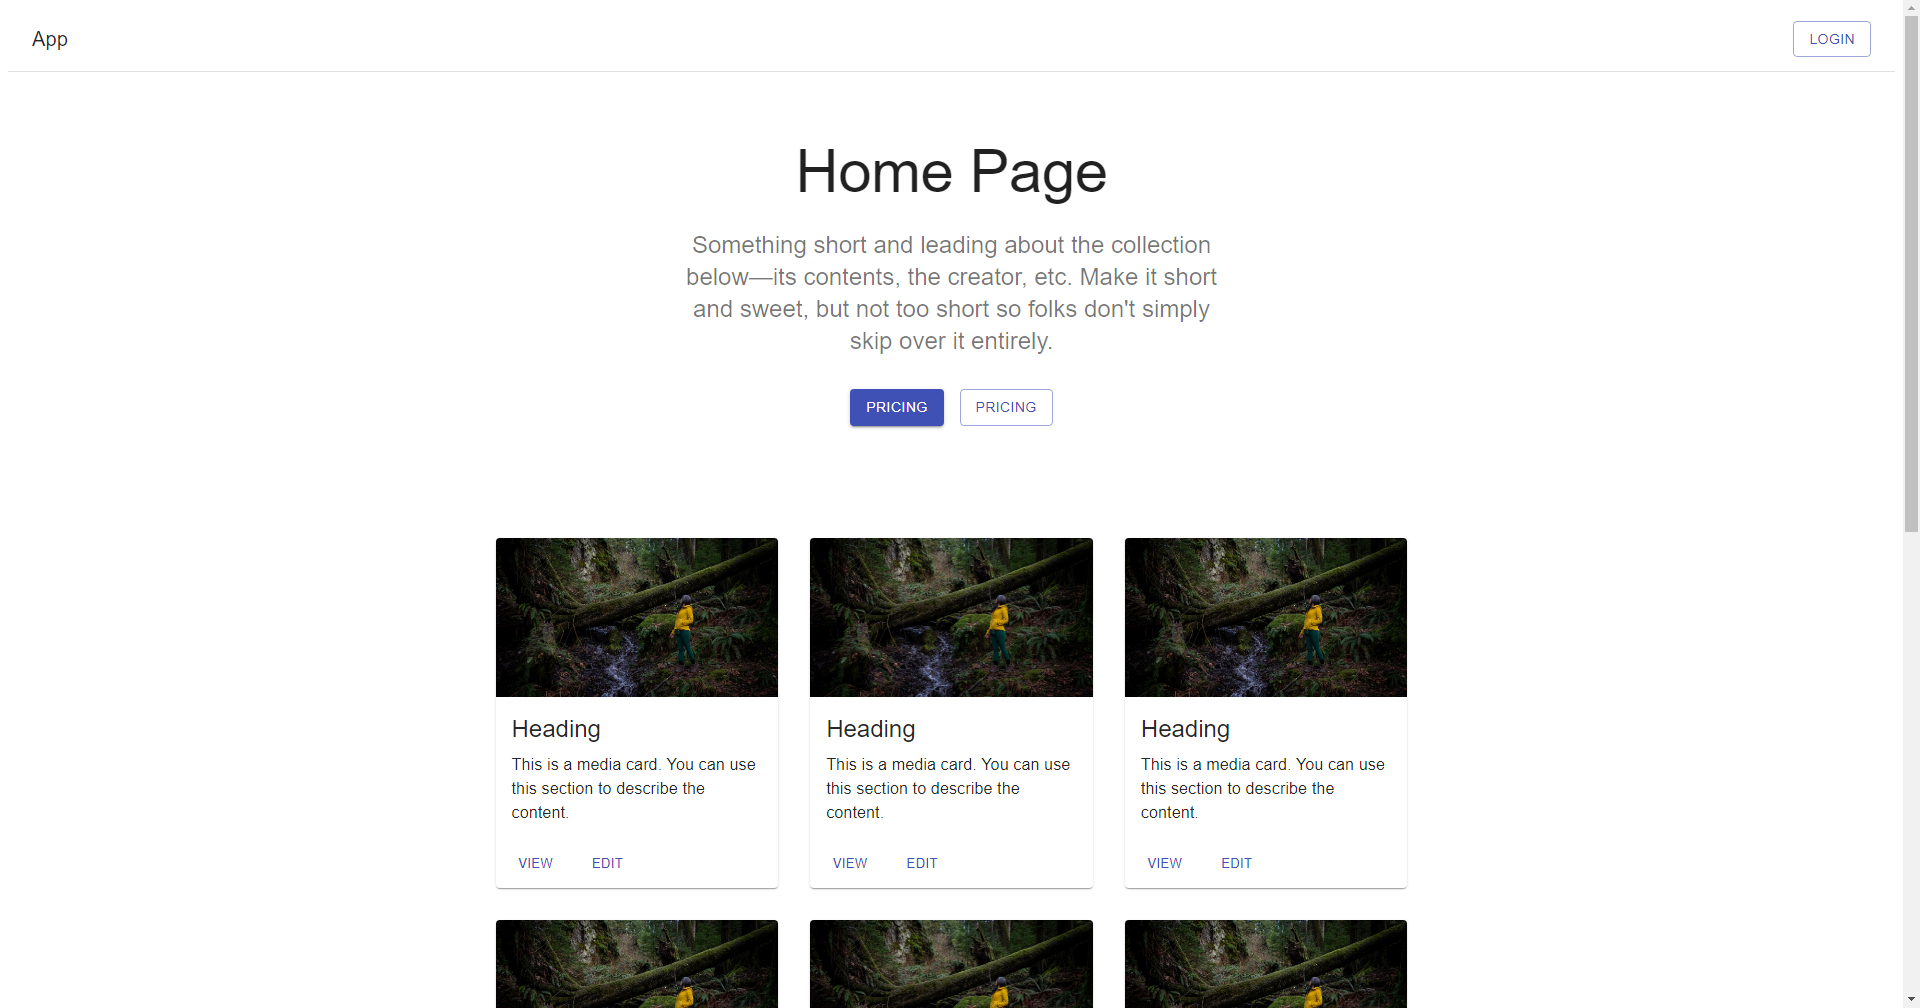 App
LOGIN
Home Page
Something short and leading about the collection
below—its contents, the creator, etc. Make it short
and sweet, but not too short so folks don't simply
skip over it entirely.
PRICING
PRICING
Heading
This is a media card. You can use
this section to describe the
content.
VIEW
EDIT
Heading
This is a media card. You can use
this section to describe the
content.
VIEW
EDIT
Heading
This is a media card. You can use
this section to describe the
content.
VIEW
EDIT